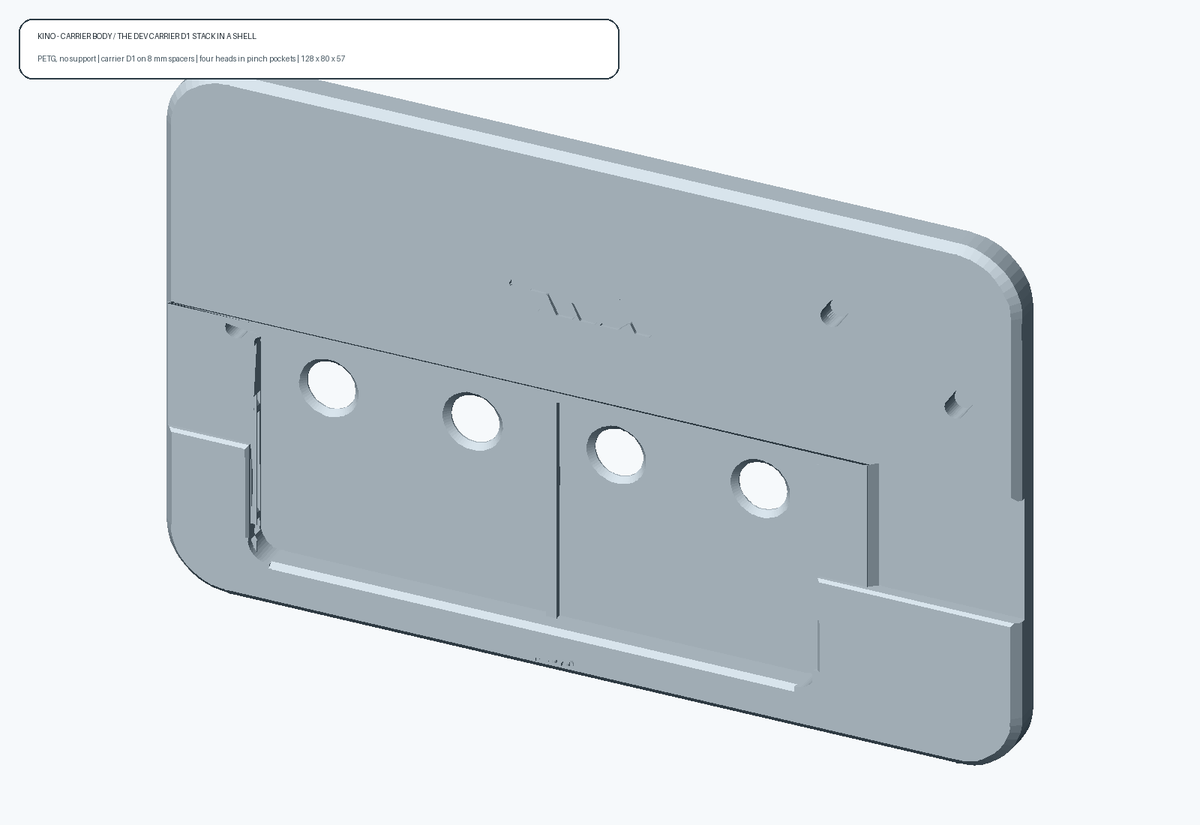 KINO - CARRIER BODY / THE DEV CARRIER D1 STACK IN A SHELL
PETG, no support | carrier D1 on 8 mm spacers | four heads in pinch pockets | 128 x 80 x 57